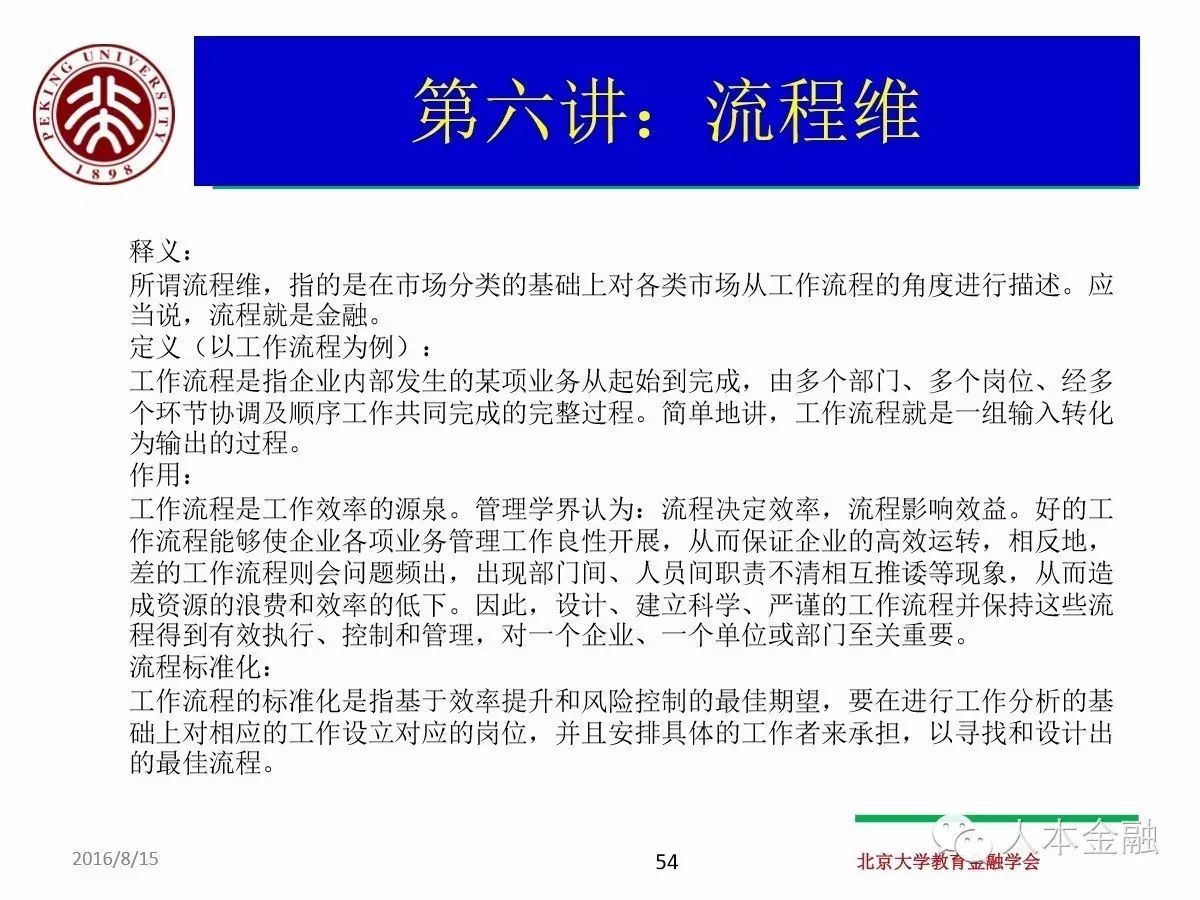 PEKING UNIVERSITY
1898
第六讲：流程维
释义：
所谓流程维，指的是在市场分类的基础上对各类市场从工作流程的角度进行描述。应
当说，流程就是金融。
定义（以工作流程为例）：
工作流程是指企业内部发生的某项业务从起始到完成，由多个部门、多个岗位、经多
个环节协调及顺序工作共同完成的完整过程。简单地讲，工作流程就是一组输入转化
为输出的过程。
作用：
工作流程是工作效率的源泉。管理学界认为：流程决定效率，流程影响效益。好的工
作流程能够使企业各项业务管理工作良性开展，从而保证企业的高效运转，相反地，
差的工作流程则会问题频出，出现部门间、人员间职责不清相互推诿等现象，从而造
成资源的浪费和效率的低下。因此，设计、建立科学、严谨的工作流程并保持这些流
程得到有效执行、控制和管理，对一个企业、一个单位或部门至关重要。
流程标准化：
工作流程的标准化是指基于效率提升和风险控制的最佳期望，要在进行工作分析的基
础上对相应的工作设立对应的岗位，并且安排具体的工作者来承担，以寻找和设计出
的最佳流程。
人本金融
2016/8/15
54
北京大学教育金融学会